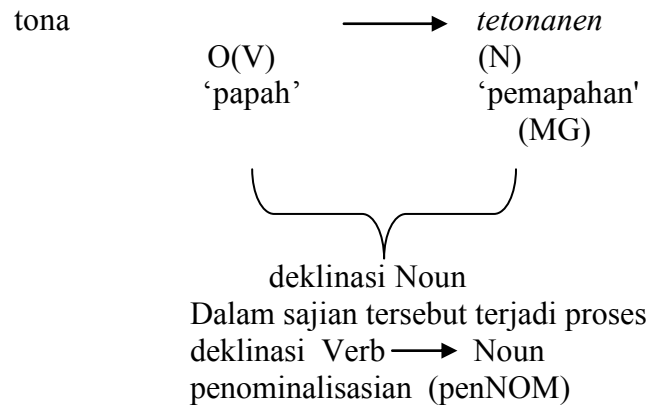 tona → tetonanen
O(V) (N)
‘papah’ ‘pemapahan'
(MG)
deklinasi Noun
Dalam sajian tersebut terjadi proses
deklinasi Verb → Noun
penominalisasian (penNOM)